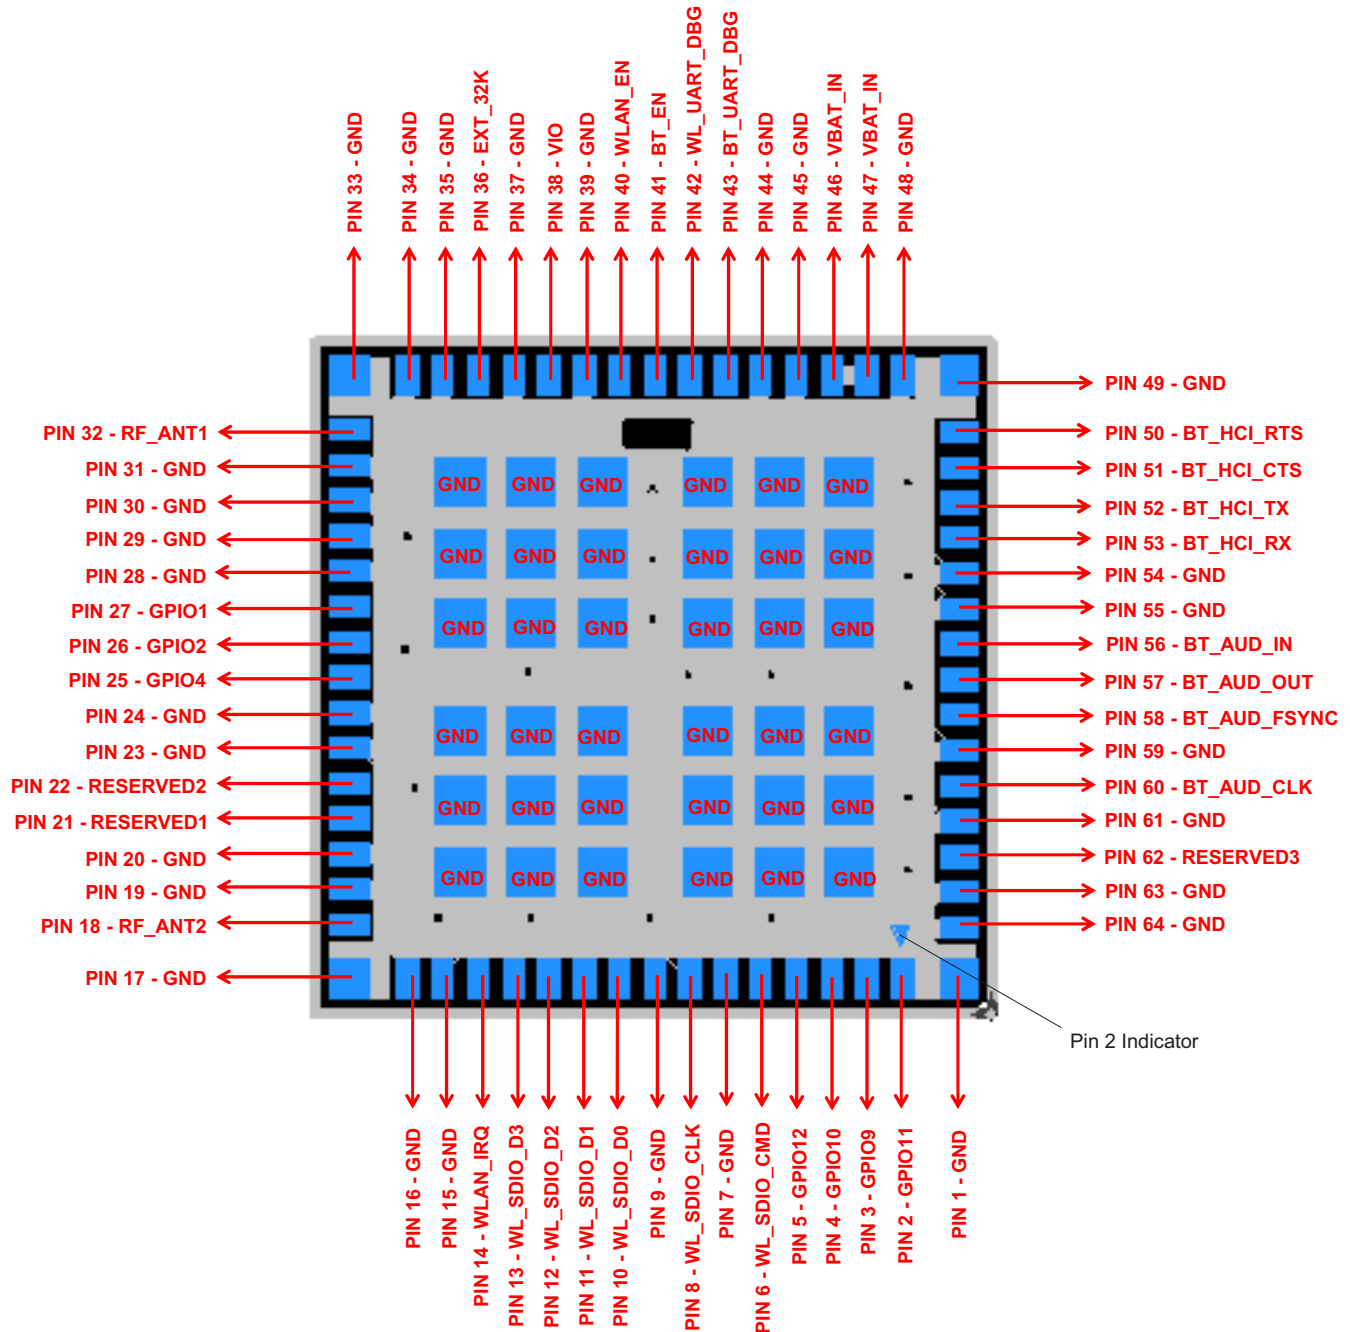 PIN 33 - GND
PIN 34 - GND
PIN 35 - GND
PIN 36 - EXT_32K
PIN 37 - GND
PIN 38 - VIO
PIN 39 - GND
PIN 40 - WLAN_EN
PIN 41 - BT_EN
PIN 42 - WL_UART_DBG
PIN 43 - BT_UART_DBG
PIN 44 - GND
PIN 45 - GND
PIN 46 - VBAT_IN
PIN 47 - VBAT_IN
PIN 48 - GND
PIN 32 - RF_ANT1
PIN 31 - GND
PIN 30 - GND
PIN 29 - GND
PIN 28 - GND
PIN 27 - GPIO1
PIN 26 - GPIO2
PIN 25 - GPIO4
PIN 24 - GND
PIN 23 - GND
PIN 22 - RESERVED2
PIN 21 - RESERVED1
PIN 20 - GND
PIN 19 - GND
PIN 18 - RF_ANT2
PIN 17 - GND
GND GND GND GND GND GND
GND GND GND GND GND GND
GND GND GND GND GND GND
GND GND GND GND GND GND
GND GND GND GND GND GND
GND GND GND GND GND GND
PIN 49 - GND
PIN 50 - BT_HCI_RTS
PIN 51 - BT_HCI_CTS
PIN 52 - BT_HCI_TX
PIN 53 - BT_HCI_RX
PIN 54 - GND
PIN 55 - GND
PIN 56 - BT_AUD_IN
PIN 57 - BT_AUD_OUT
PIN 58 - BT_AUD_FSYNC
PIN 59 - GND
PIN 60 - BT_AUD_CLK
PIN 61 - GND
PIN 62 - RESERVED3
PIN 63 - GND
PIN 64 - GND
Pin 2 Indicator
PIN 16 - GND
PIN 15 - GND
PIN 14 - WLAN_IRQ
PIN 13 - WL_SDIO_D3
PIN 12 - WL_SDIO_D2
PIN 11 - WL_SDIO_D1
PIN 10 - WL_SDIO_D0
PIN 9 - GND
PIN 8 - WL_SDIO_CLK
PIN 7 - GND
PIN 6 - WL_SDIO_CMD
PIN 5 - GPIO12
PIN 4 - GPIO10
PIN 3 - GPIO9
PIN 2 - GPIO11
PIN 1 - GND